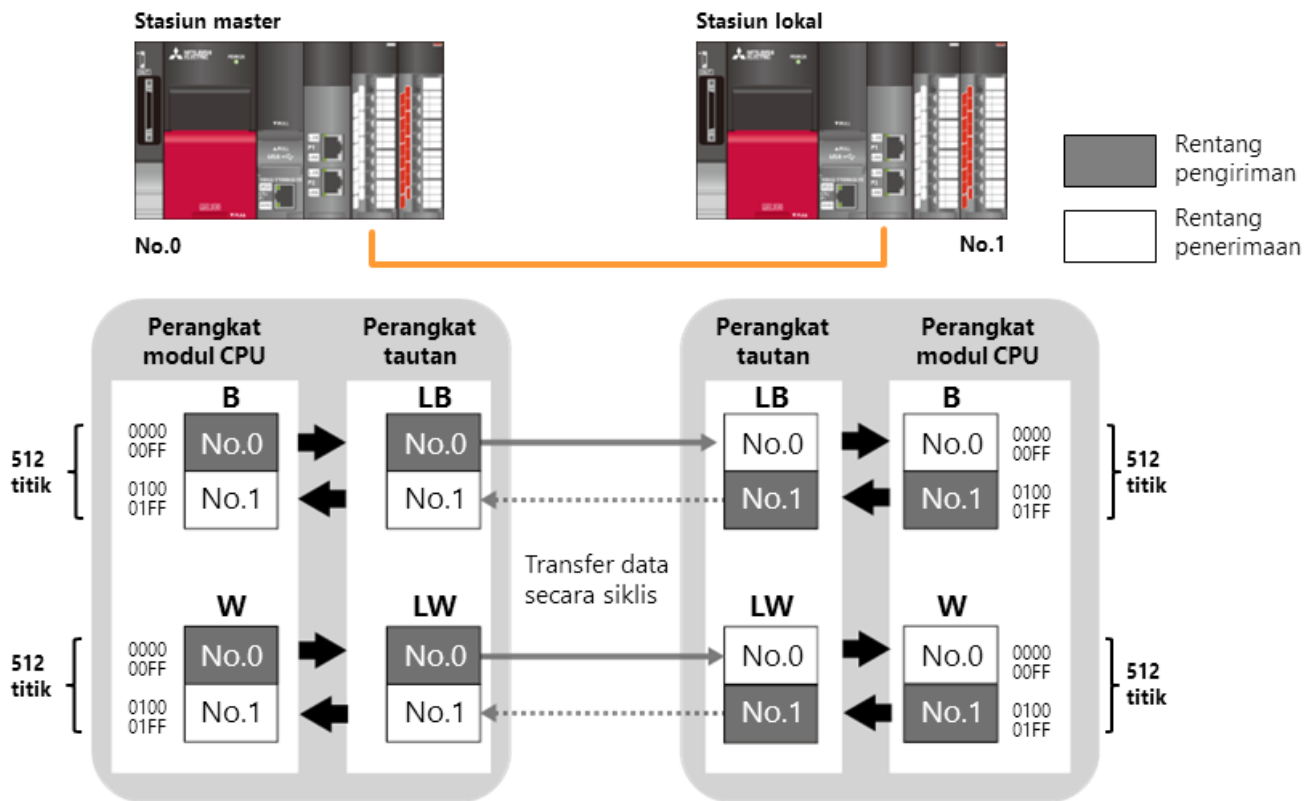 Stasiun master
Stasiun lokal
MITSUBISHI
ELECTRIC
MITSUBISHI
ELECTRIC
No.0
No.1
Rentang
pengiriman
Rentang
penerimaan
Perangkat
modul CPU
Perangkat
tautan
Perangkat
tautan
Perangkat
modul CPU
B
LB
LB
B
512
titik
0000
00FF
No.0
No.0
No.0
No.0
0000
00FF
512
titik
0100
01FF
No.1
No.1
No.1
No.1
0100
01FF
Transfer data
secara siklis
W
LW
LW
W
512
titik
0000
00FF
No.0
No.0
No.0
No.0
0000
00FF
512
titik
0100
01FF
No.1
No.1
No.1
No.1
0100
01FF